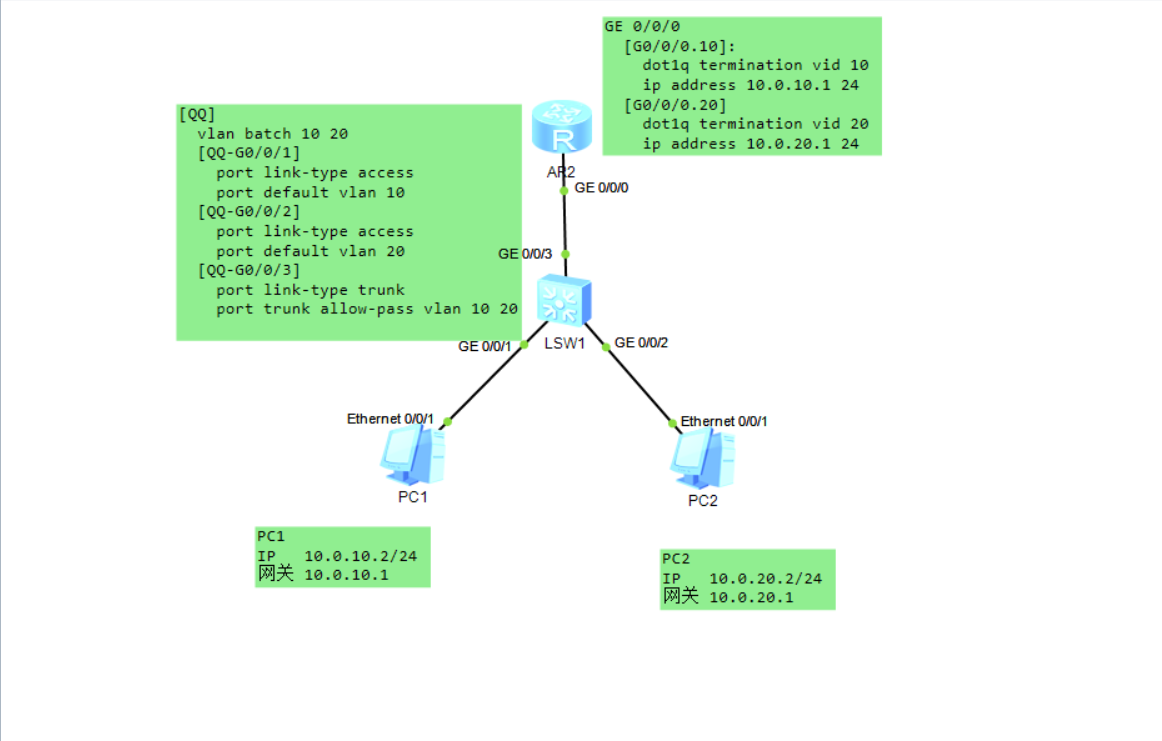 GE 0/0/0
[G0/0/0.10]:
dot1q termination vid 10
ip address 10.0.10.1 24
[G0/0/0.20]
dot1q termination vid 20
ip address 10.0.20.1 24
[QQ]
vlan batch 10 20
[QQ-G0/0/1]
port link-type access
port default vlan 10
[QQ-G0/0/2]
port link-type access
port default vlan 20
[QQ-G0/0/3]
port link-type trunk
port trunk allow-pass vlan 10 20
R
AR2
GE 0/0/0
GE 0/0/3
LSW1
GE 0/0/1
GE 0/0/2
Ethernet 0/0/1
Ethernet 0/0/1
PC1
PC2
PC1
IP 10.0.10.2/24
网关 10.0.10.1
PC2
IP 10.0.20.2/24
网关 10.0.20.1